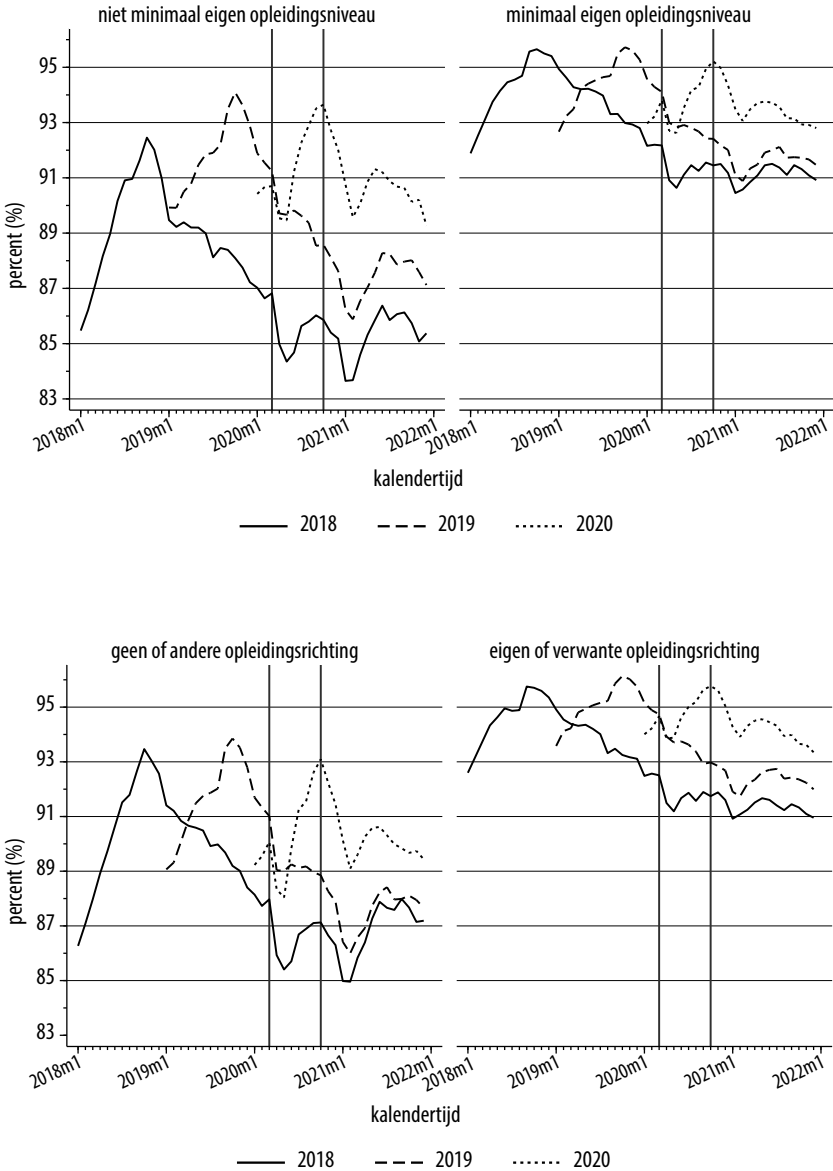 niet minimaal eigen opleidingsniveau
minimaal eigen opleidingsniveau
percent (%)
95
93
91
89
87
85
83
2018m1 2019m1 2020m1 2021m1 2022m1 2018m1 2019m1 2020m1 2021m1 2022m1
kalendertijd
2018 2019 2020
geen of andere opleidingsrichting
eigen of verwante opleidingsrichting
percent (%)
95
93
91
89
87
85
83
2018m1 2019m1 2020m1 2021m1 2022m1 2018m1 2019m1 2020m1 2021m1 2022m1
kalendertijd
2018 2019 2020